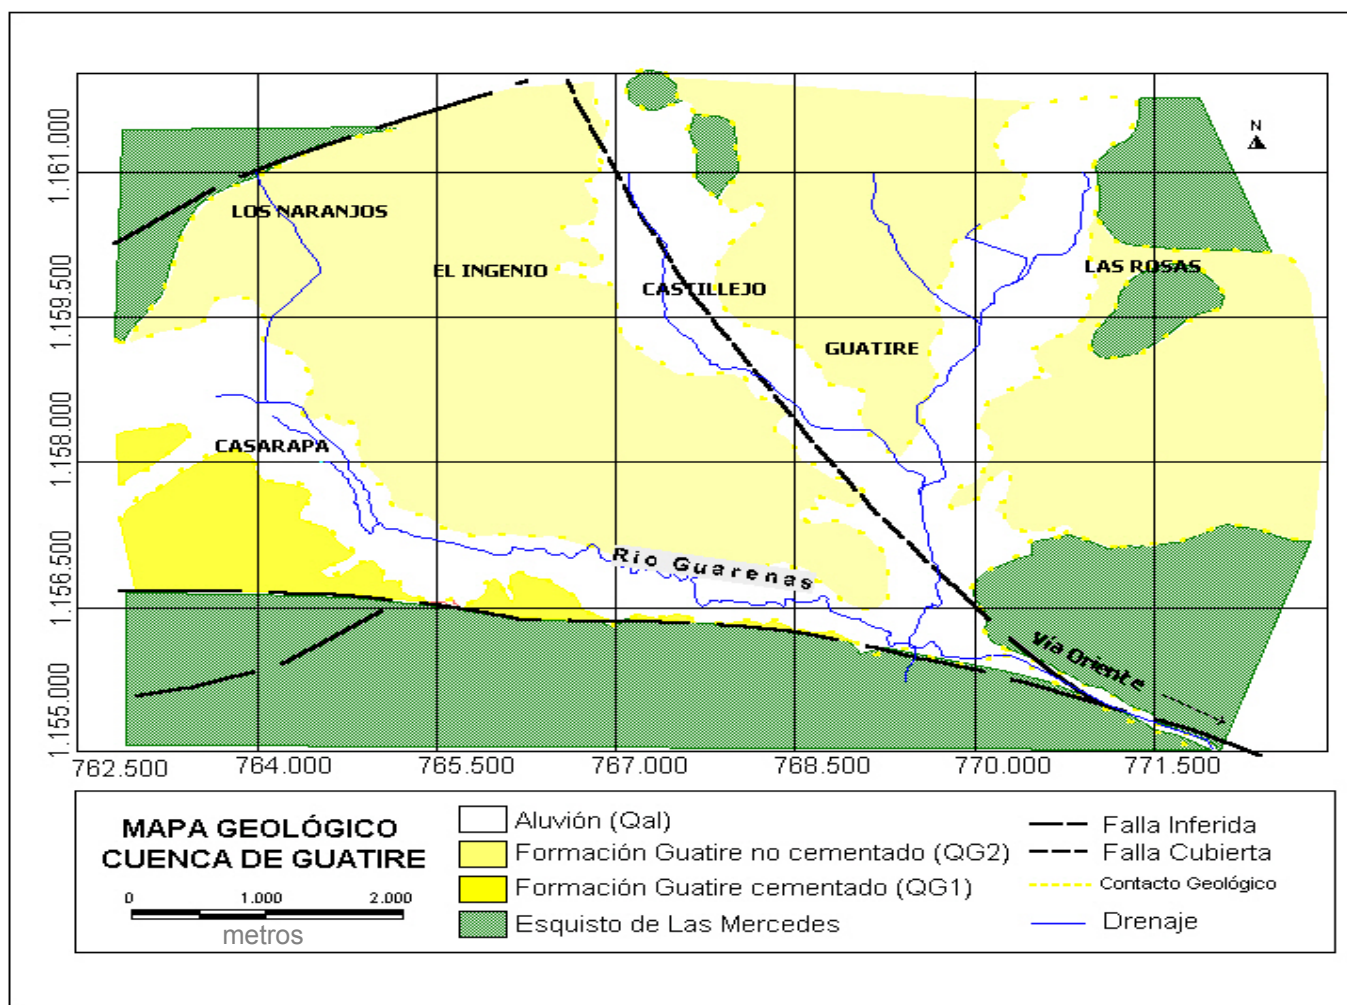 N
1.161.000
1.159.500
1.158.000
1.156.500
1.155.000
LOS NARANJOS
EL INGENIO
CASTILLEJO
LAS ROSAS
GUATIRE
CASARAPA
Río Guarenas
Vía Oriente
762.500 764.000 765.500 767.000 768.500 770.000 771.500
MAPA GEOLÓGICO
CUENCA DE GUATIRE
0 1.000 2.000
metros
Aluvión (Qal)
Formación Guatire no cementado (QG2)
Formación Guatire cementado (QG1)
Esquisto de Las Mercedes
Falla Inferida
Falla Cubierta
Contacto Geológico
Drenaje